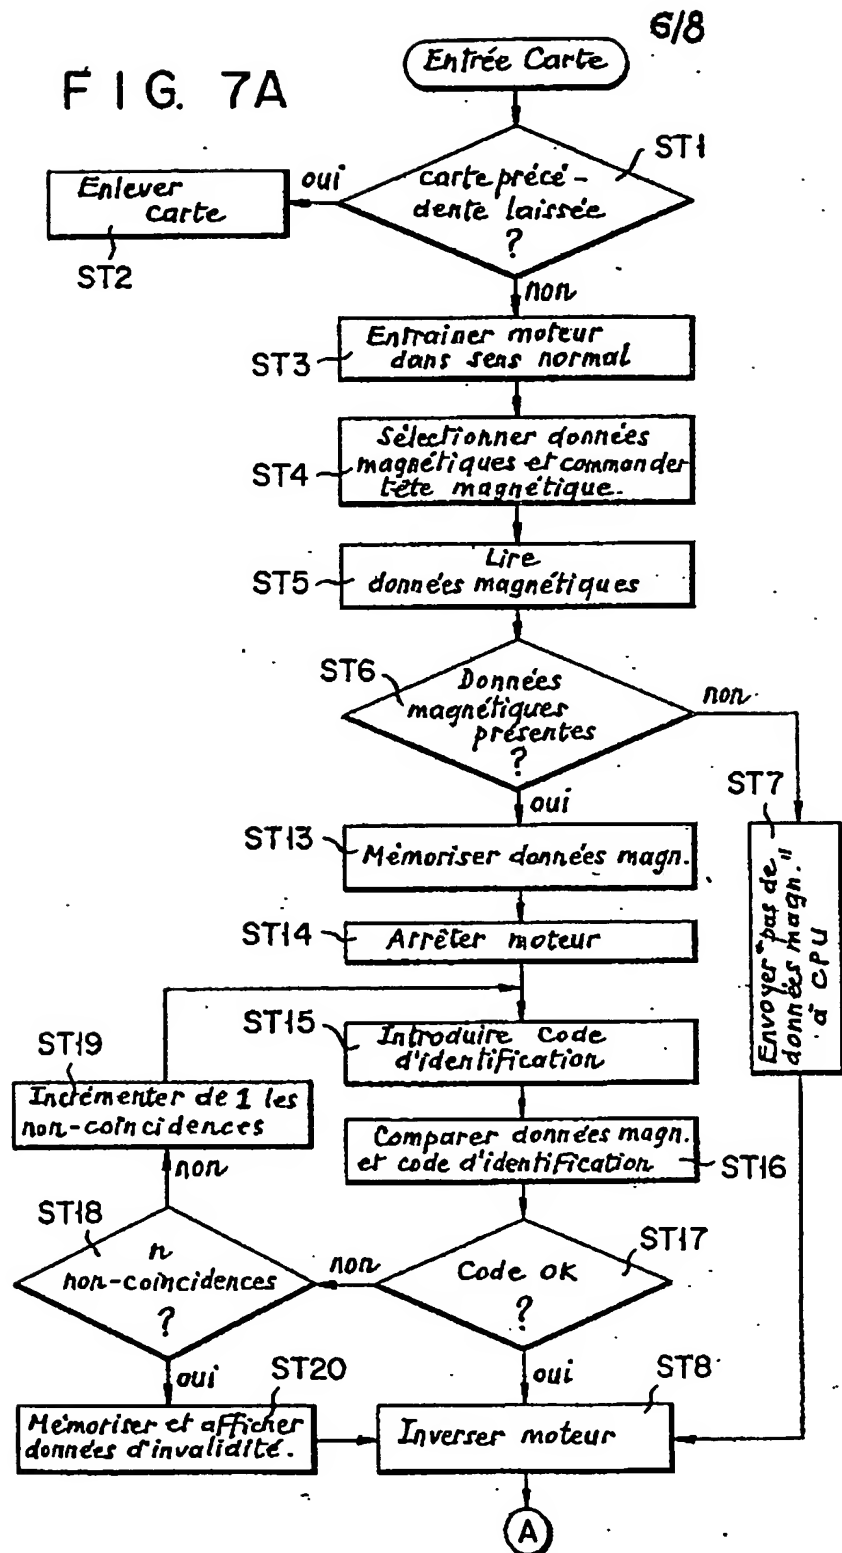 6/8
FIG. 7A
Entrée Carte
ST1
carte précé-
dente laissée
?
oui
Enlever
carte
ST2
non
Entrainer moteur
dans sens normal
ST3
Sélectionner données
magnétiques et commander
tête magnétique.
ST4
Lire
données magnétiques
ST5
ST6
Données
magnétiques
présentes
?
non
oui
ST7
Envoyer "pas de
données magn."
à CPU
ST13
Mémoriser données magn.
ST14
Arrêter moteur
ST15
Introduire code
d'identification
ST19
Incrémenter de 1 les
non-coïncidences
Comparer données magn.
et code d'identification
ST16
non
ST18
n
non-coïncidences
?
non
Code OK
?
ST17
oui
ST20
oui
ST8
Mémoriser et afficher
données d'invalidité.
Inverser moteur
A